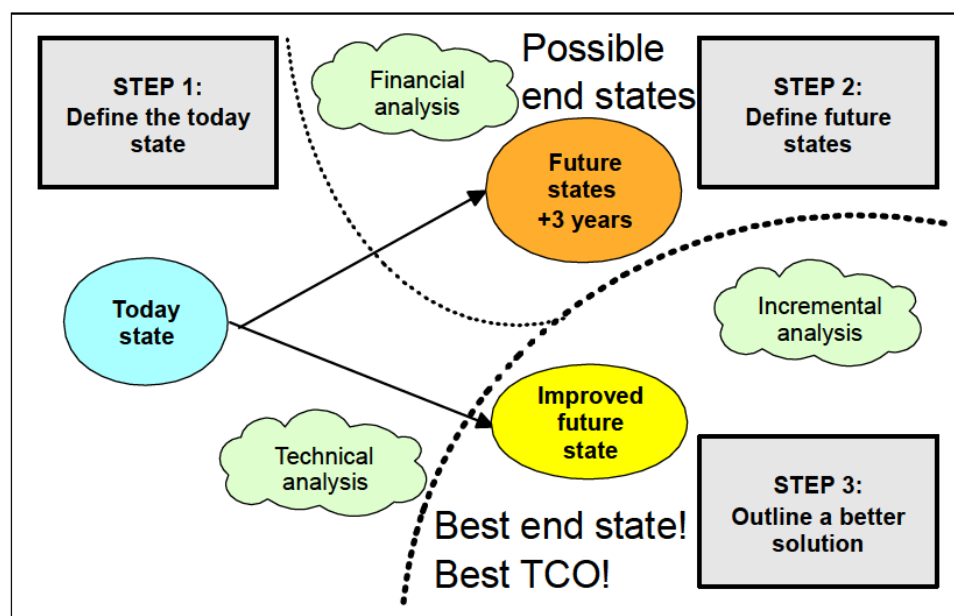 STEP 1:
Define the today
state
Financial
analysis
Possible
end states
STEP 2:
Define future
states
Future
states
+3 years
Today
state
Incremental
analysis
Improved
future
state
Technical
analysis
Best end state!
Best TCO!
STEP 3:
Outline a better
solution